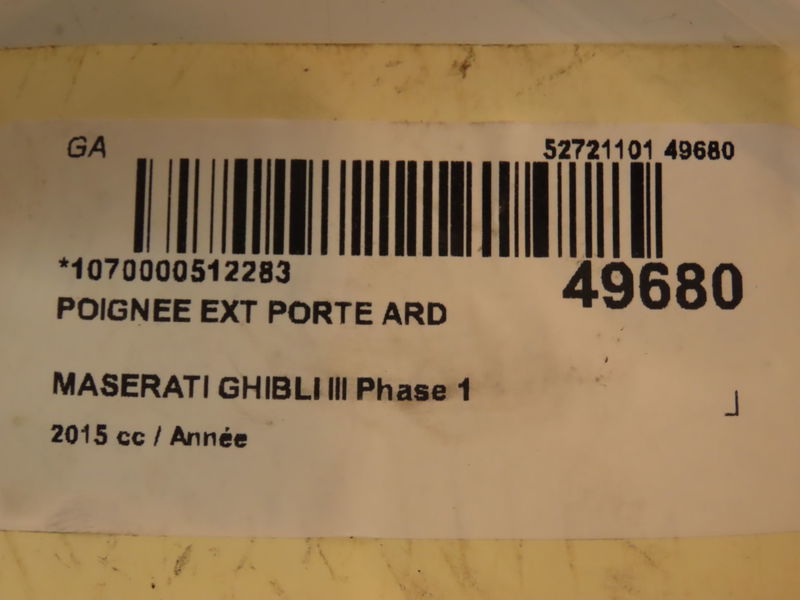 GA
52721101 49680
*1070000512283
49680
POIGNEE EXT PORTE ARD
MASERATI GHIBLI III Phase 1
2015 cc / Année